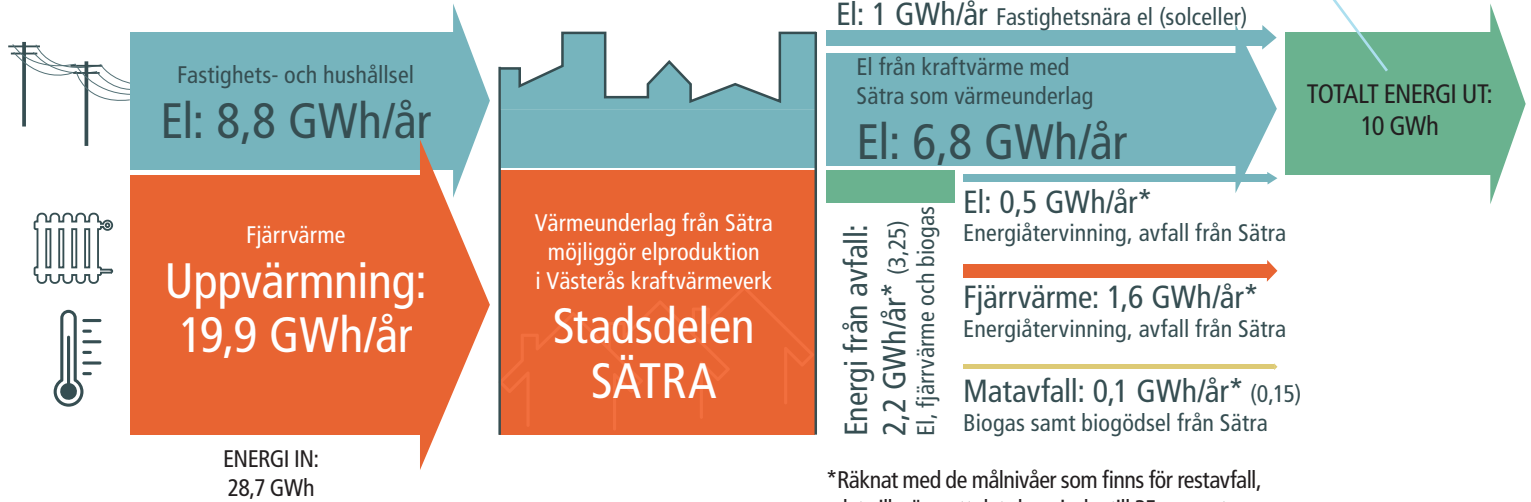 El: 1 GWh/år Fastighetsnära el (solceller)
Fastighets- och hushållsel
El: 8,8 GWh/år
El från kraftvärme med
Sätra som värmeunderlag
El: 6,8 GWh/år
TOTALT ENERGI UT:
10 GWh
Fjärrvärme
Uppvärmning:
19,9 GWh/år
Värmeunderlag från Sätra
möjliggör elproduktion
i Västerås kraftvärmeverk
Stadsdelen
SÄTRA
Energi från avfall:
2,2 GWh/år* (3,25)
El, fjärrvärme och biogas
El: 0,5 GWh/år*
Energiåtervinning, avfall från Sätra
Fjärrvärme: 1,6 GWh/år*
Energiåtervinning, avfall från Sätra
Matavfall: 0,1 GWh/år* (0,15)
Biogas samt biogödsel från Sätra
ENERGI IN:
28,7 GWh
*Räknat med de målnivåer som finns för restavfall,